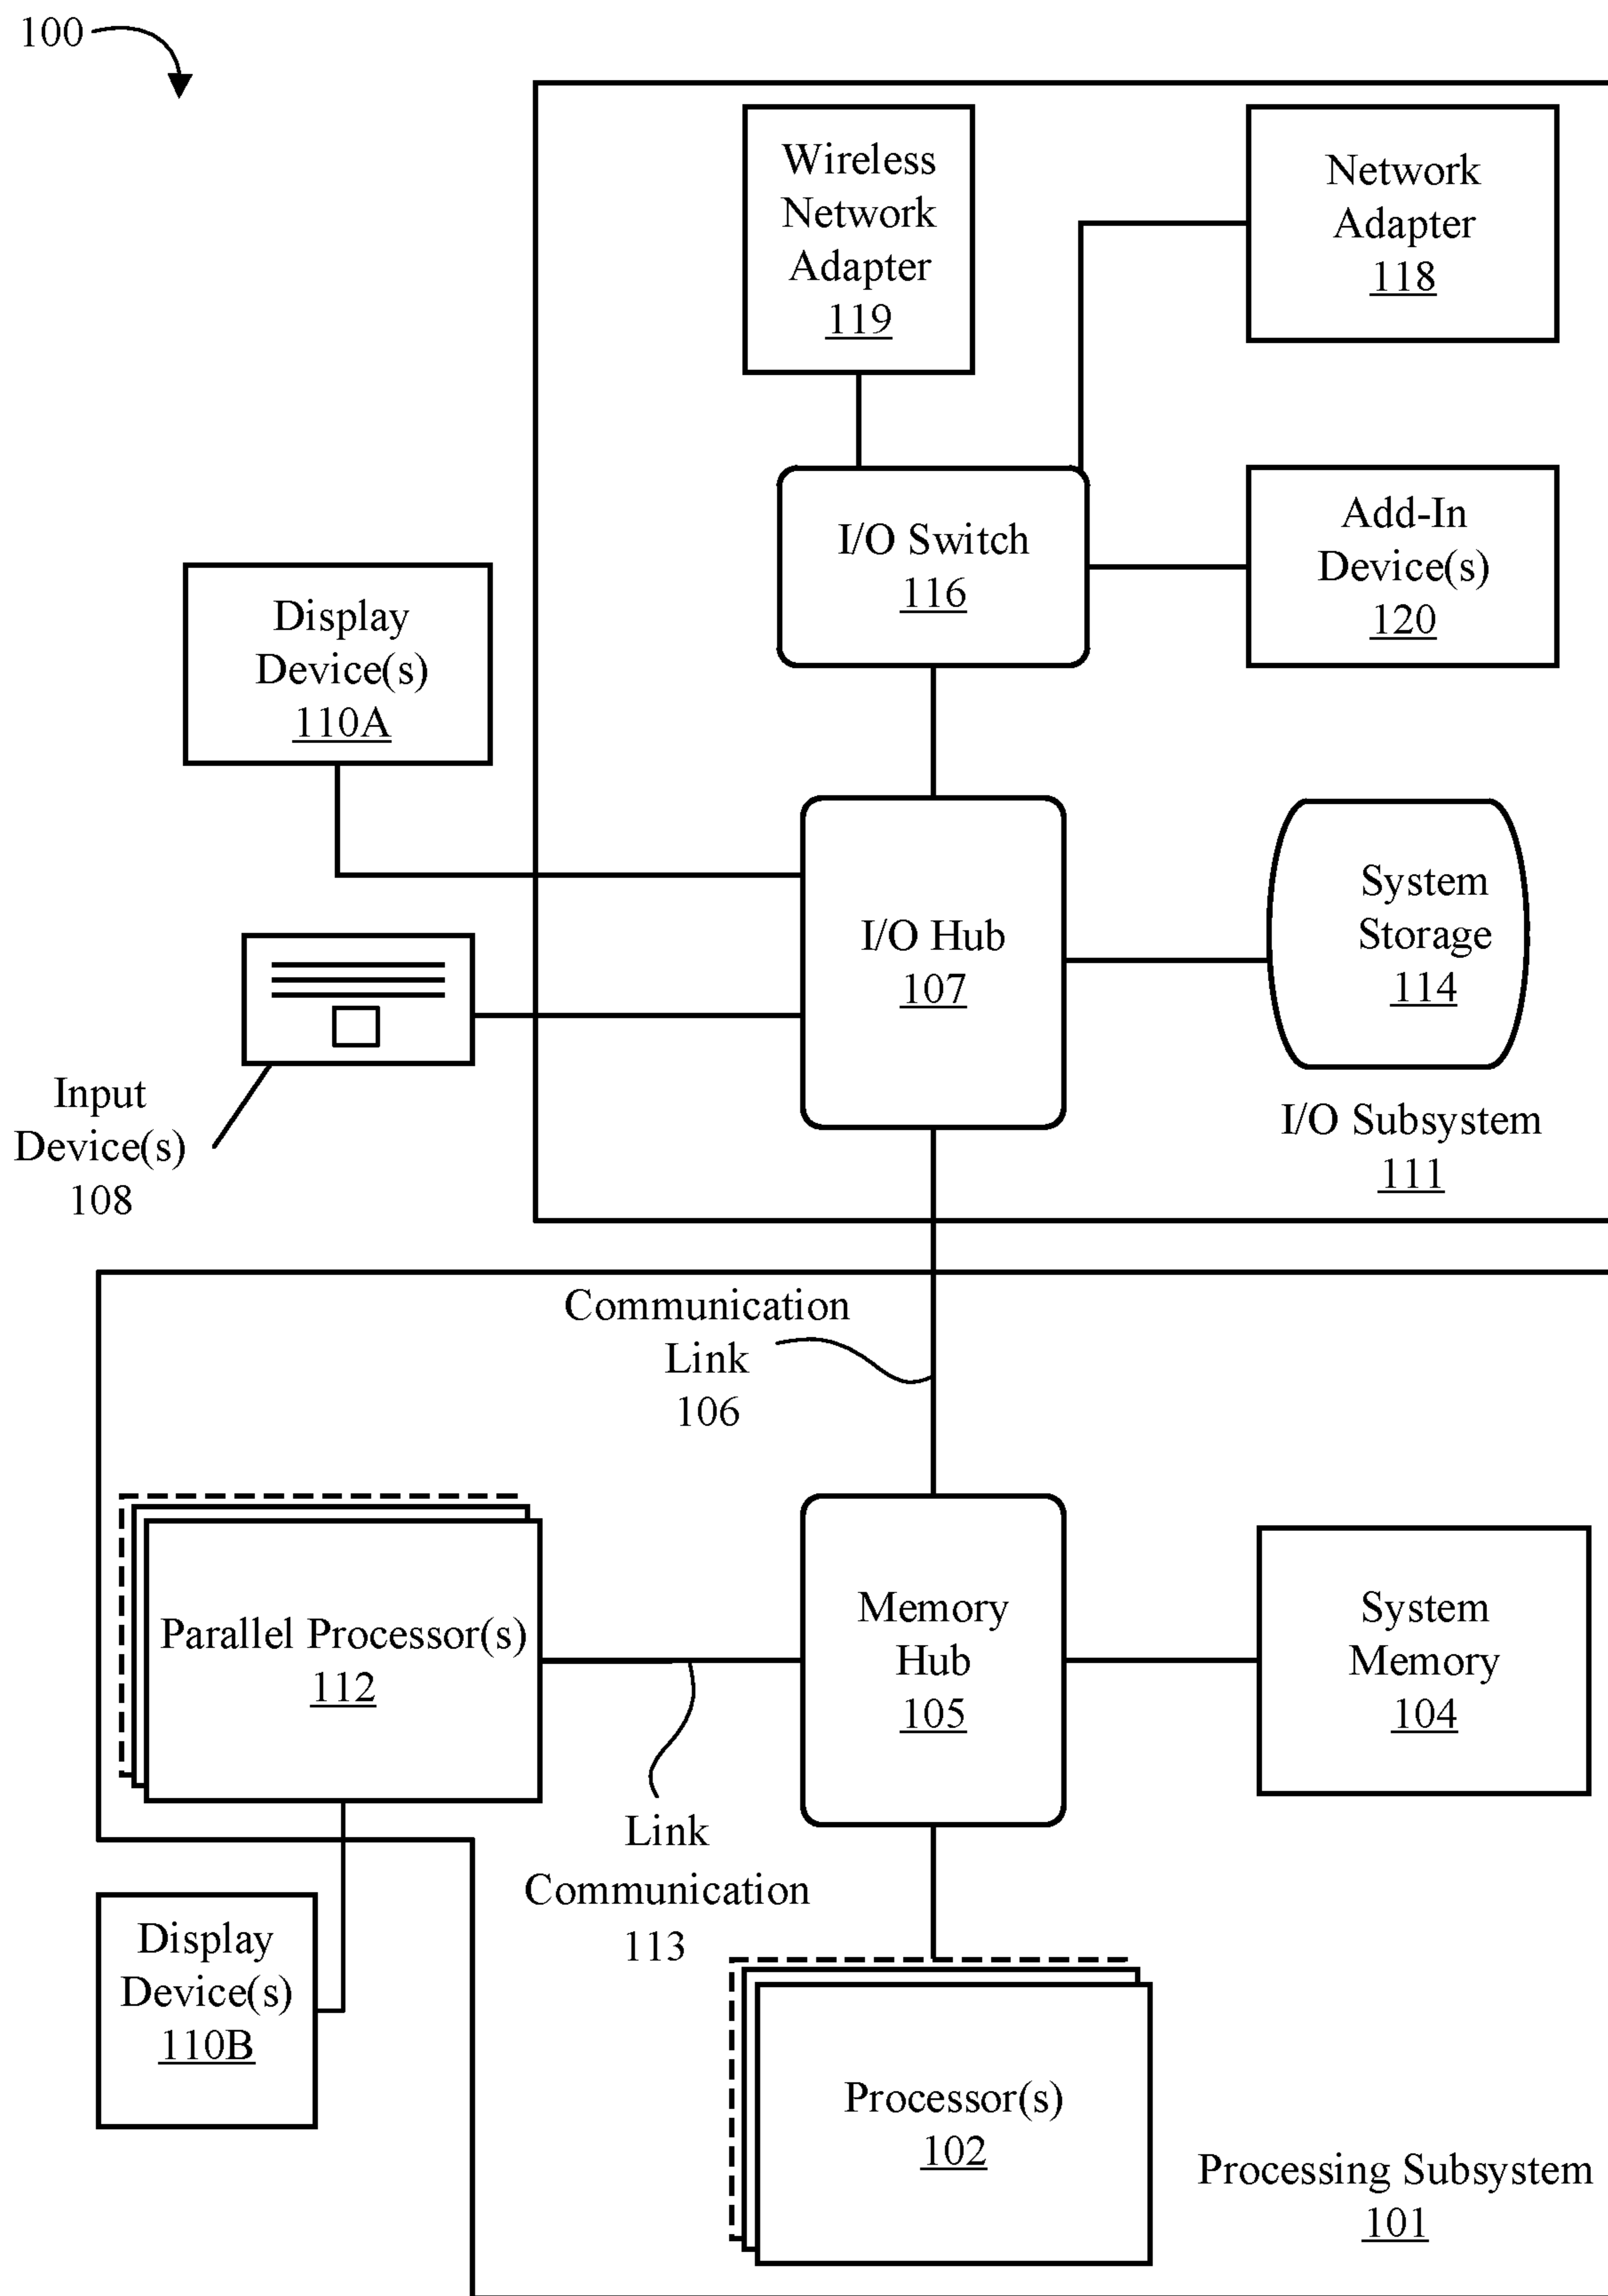 100
Wireless
Network
Adapter
119
Network
Adapter
118
I/O Switch
116
Add-In
Device(s)
120
Display
Device(s)
110A
I/O Hub
107
System
Storage
114
Input
Device(s)
108
I/O Subsystem
111
Communication
Link
106
Parallel Processor(s)
112
Memory
Hub
105
System
Memory
104
Link
Communication
113
Display
Device(s)
110B
Processor(s)
102
Processing Subsystem
101